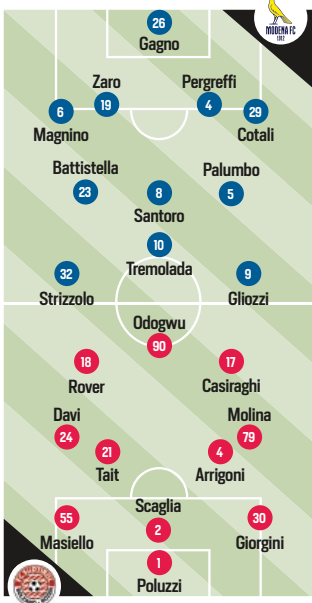 26
MODENA FC
1912
Gagno
Zaro Pergreffi
6 19 4 29
Magnino Cotali
Battistella Palumbo
23 8 5
Santoro
10
32 Tremolada 9
Strizzolo Gliozzi
Odogwu
90
18 17
Rover Casiraghi
Davi Molina
24 79
21 4
Tait Arrigoni
Scaglia
55 2 30
Masiello Giorgini
1
Poluzzi